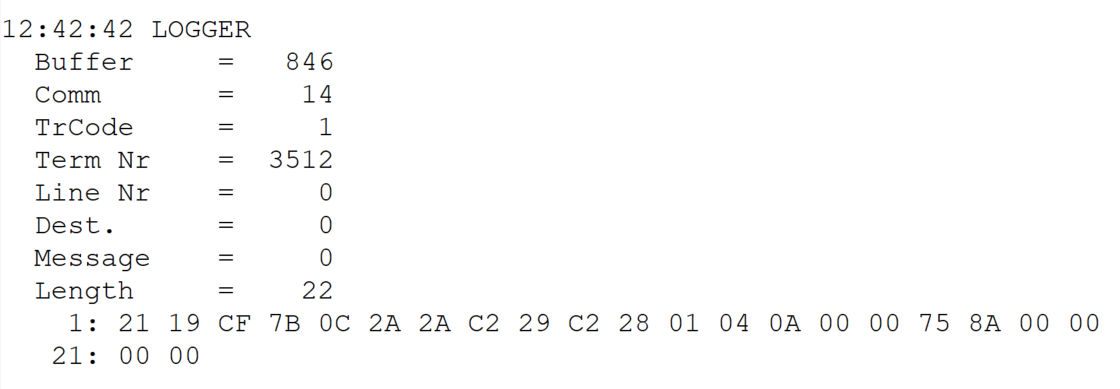 12:42:42 LOGGER
  Buffer     =   846
  Comm       =    14
  TrCode     =     1
  Term Nr    =  3512
  Line Nr    =     0
  Dest.      =     0
  Message    =     0
  Length     =    22
    1: 21 19 CF 7B 0C 2A 2A C2 29 C2 28 01 04 0A 00 00 75 8A 00 00
   21: 00 00